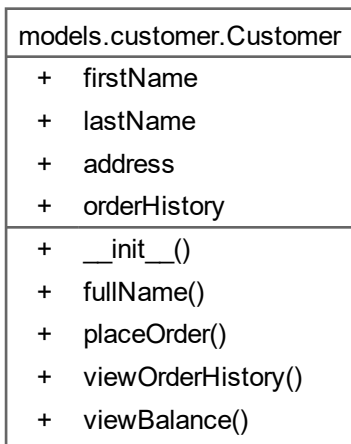 models.customer.Customer
+ firstName
+ lastName
+ address
+ orderHistory
+ __init__()
+ fullName()
+ placeOrder()
+ viewOrderHistory()
+ viewBalance()